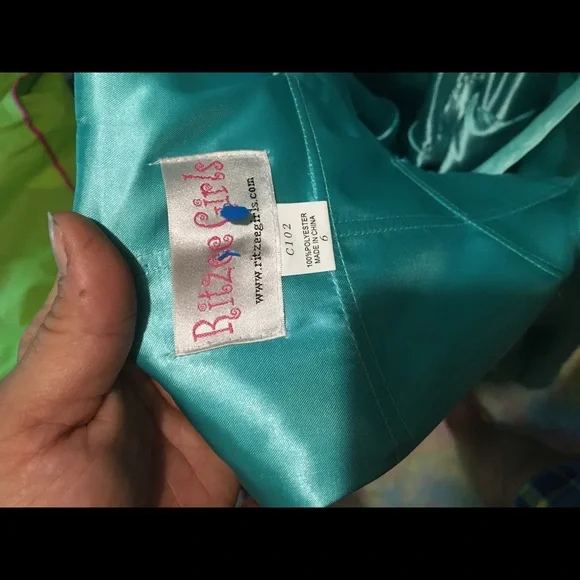 Ritzee Girls
www.ritzeegirls.com
C102
100%POLYESTER
MADE IN CHINA
6